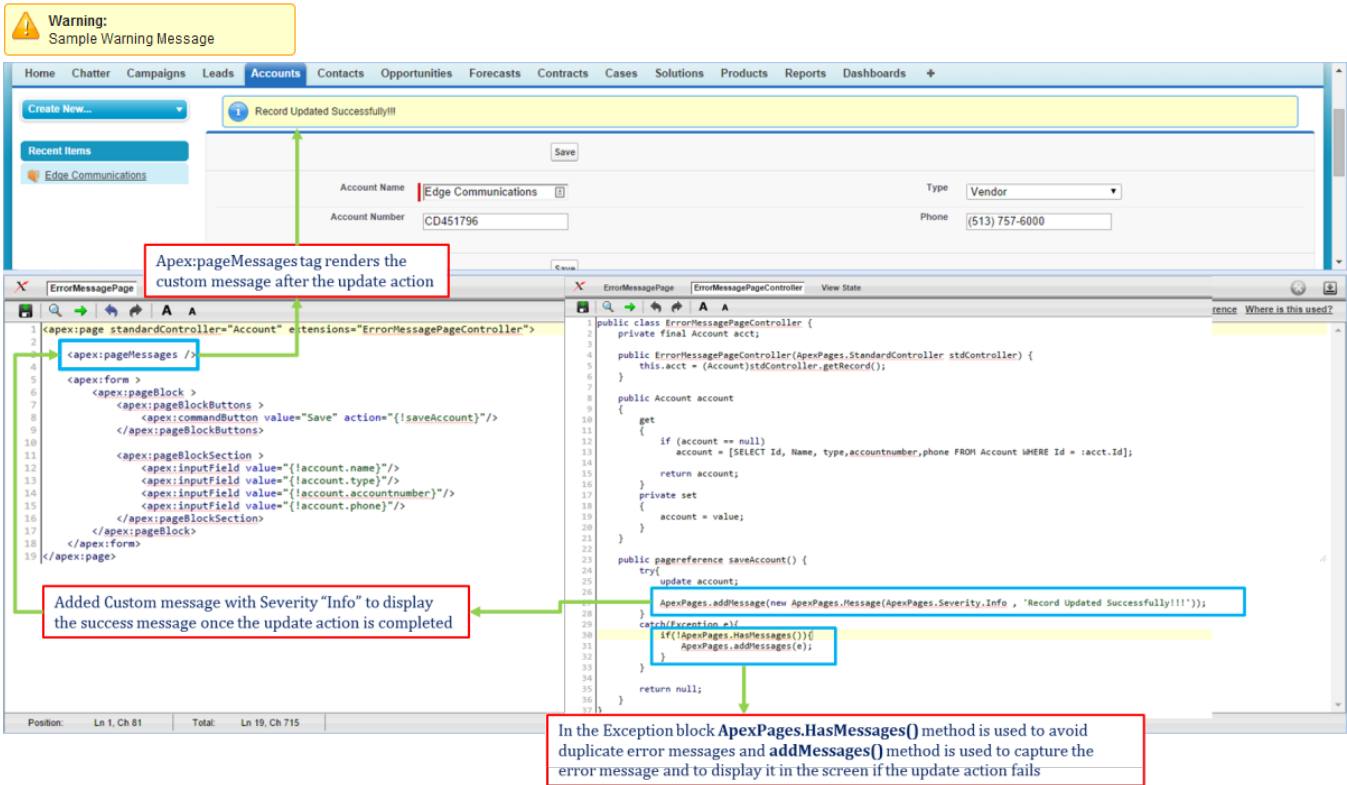 Warning:
Sample Warning Message
Home Chatter Campaigns Leads Accounts Contacts Opportunities Forecasts Contracts Cases Solutions Products Reports Dashboards +
Create New...
Record Updated Successfully!!!
Recent Items
Edge Communications
Save
Account Name Edge Communications
Type Vendor
Account Number CD451796
Phone (513) 757-6000
Save
Apex:pageMessages tag renders the
custom message after the update action
ErrorMessagePage
A A
1 <apex:page standardController="Account" extensions="ErrorMessagePageController">
2
<apex:pageMessages />
4
5 <apex:form >
6 <apex:pageBlock >
7 <apex:pageBlockButtons >
8 <apex:commandButton value="Save" action="{!saveAccount}"/>
9 </apex:pageBlockButtons>
10
11 <apex:pageBlockSection >
12 <apex:inputField value="{!account.name}"/>
13 <apex:inputField value="{!account.type}"/>
14 <apex:inputField value="{!account.accountnumber}"/>
15 <apex:inputField value="{!account.phone}"/>
16 </apex:pageBlockSection>
17 </apex:pageBlock>
18 </apex:form>
19 </apex:page>
Added Custom message with Severity "Info" to display
the success message once the update action is completed
Position: Ln 1, Ch 81 Total: Ln 19, Ch 715
ErrorMessagePage ErrorMessagePageController View State
A A
rence Where is this used?
1 public class ErrorMessagePageController {
2 private final Account acct;
3
4 public ErrorMessagePageController(ApexPages.StandardController stdController) {
5 this.acct = (Account)stdController.getRecord();
6 }
7
8 public Account account
9 {
10 get
11 {
12 if (account == null)
13 account = [SELECT Id, Name, type,accountnumber,phone FROM Account WHERE Id = :acct.Id];
14
15 return account;
16 }
17 private set
18 {
19 account = value;
20 }
21 }
22
23 public pagereference saveAccount() {
24 try{
25 update account;
26
ApexPages.addMessage(new ApexPages.Message(ApexPages.Severity.Info , 'Record Updated Successfully!!!'));
28 }
29 catch(Exception e){
30 if(!ApexPages.HasMessages()){
31 ApexPages.addMessages(e);
32 }
33 }
34
35 return null;
36 }
37 }
In the Exception block ApexPages.HasMessages() method is used to avoid
duplicate error messages and addMessages() method is used to capture the
error message and to display it in the screen if the update action fails